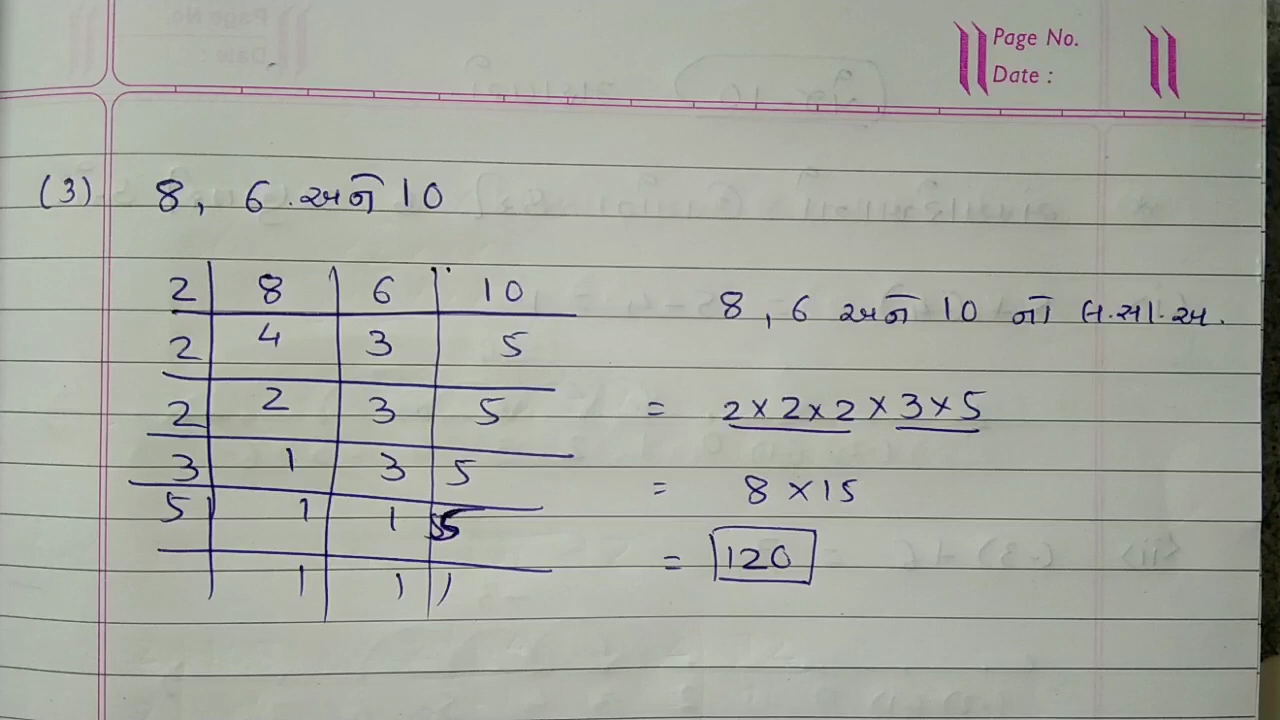 Page No.
Date :
(3) 8, 6 અને 10
2 8 6 10
2 4 3 5
2 2 3 5
3 1 3 5
5 1 1 5
1 1 1
8, 6 અને 10 નો લ.સા.અ.
= 2×2×2×3×5
= 8×15
= 120